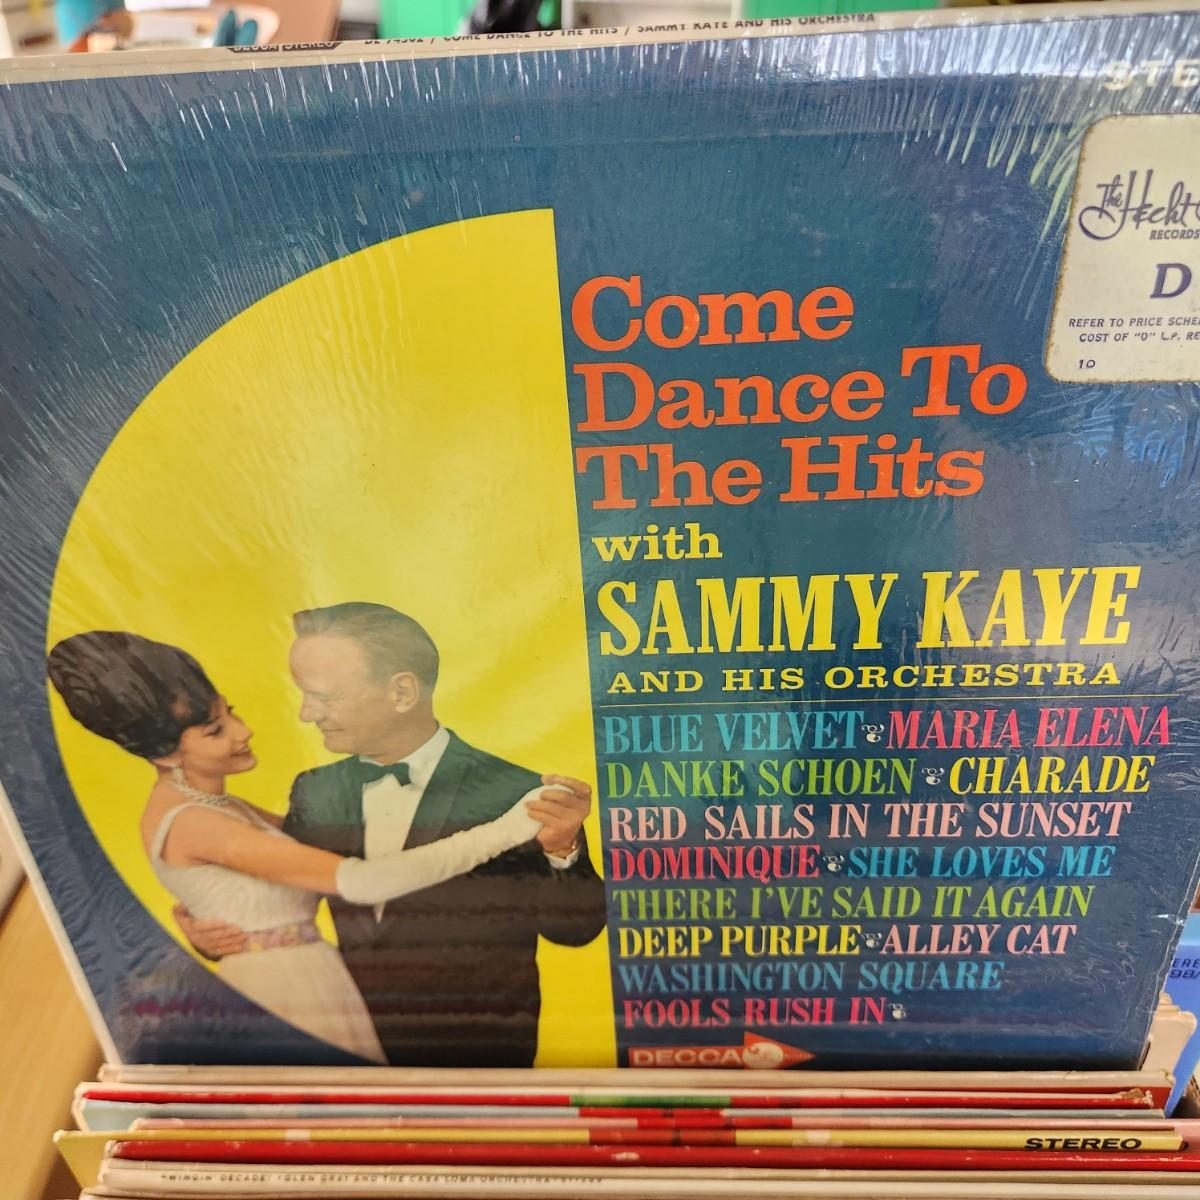 DECCA STEREO DL 74502 / COME DANCE TO THE HITS / SAMMY KAYE AND HIS ORCHESTRA
The Hecht
RECORDS
D
REFER TO PRICE
COST OF "D" L.P.
10
Come
Dance To
The Hits
with
SAMMY KAYE
AND HIS ORCHESTRA
BLUE VELVET MARIA ELENA
DANKE SCHOEN CHARADE
RED SAILS IN THE SUNSET
DOMINIQUE SHE LOVES ME
THERE I'VE SAID IT AGAIN
DEEP PURPLE ALLEY CAT
WASHINGTON SQUARE
FOOLS RUSH IN
DECCA
STEREO
GLEN GRAY AND THE CASA LOMA ORCHESTRA